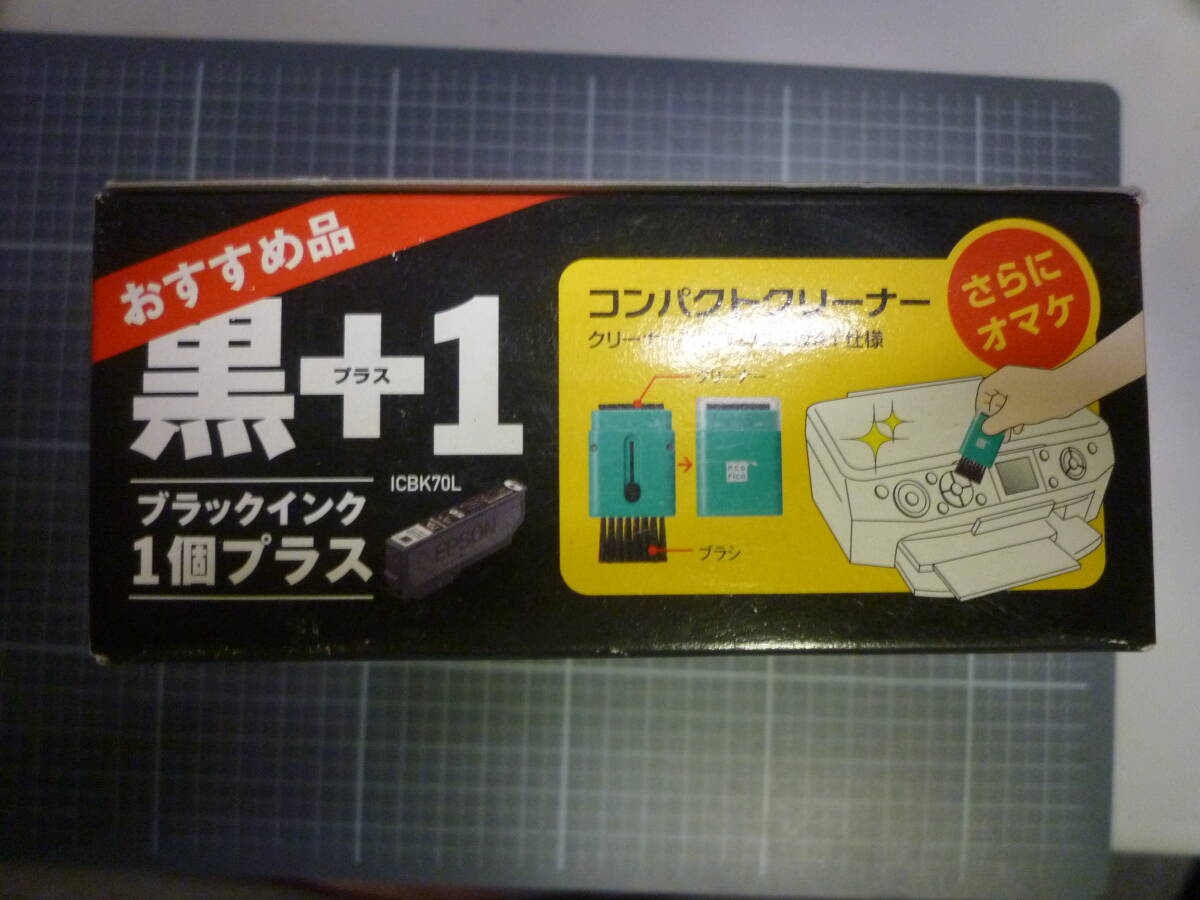 おすすめ品
黒+1
プラス
ブラックインク
1個プラス
ICBK70L
EPSON
さらに
オマケ
コンパクトクリーナー
クリーナー
ブラシ
eco
rica